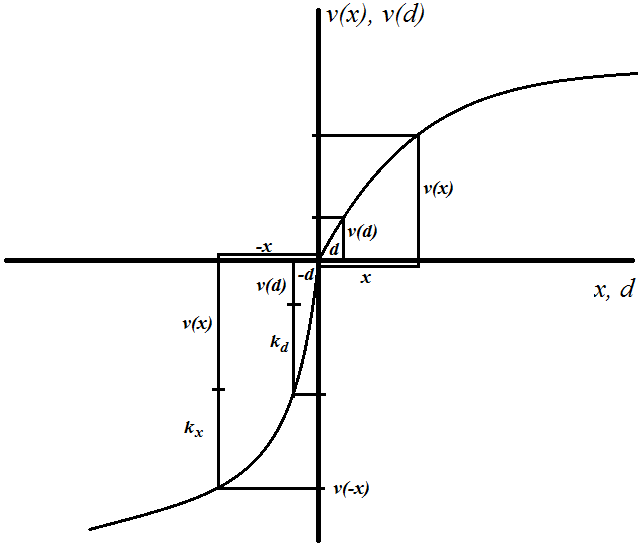 v(x), v(d)
v(x)
v(d)
-x
d
-d
x
v(d)
x, d
v(x)
k_d
k_x
v(-x)